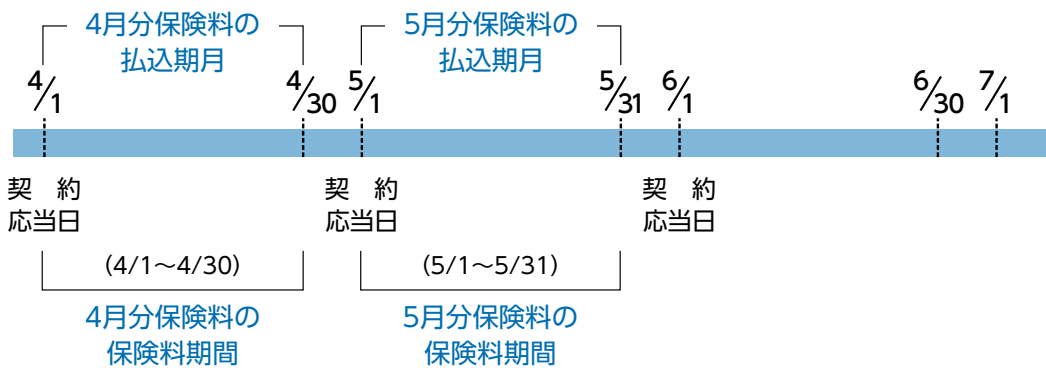 4月分保険料の
払込期月
5月分保険料の
払込期月
4/1
4/30
5/1
5/31
6/1
6/30
7/1
契　約
応当日
契　約
応当日
契　約
応当日
(4/1～4/30)
(5/1～5/31)
4月分保険料の
保険料期間
5月分保険料の
保険料期間